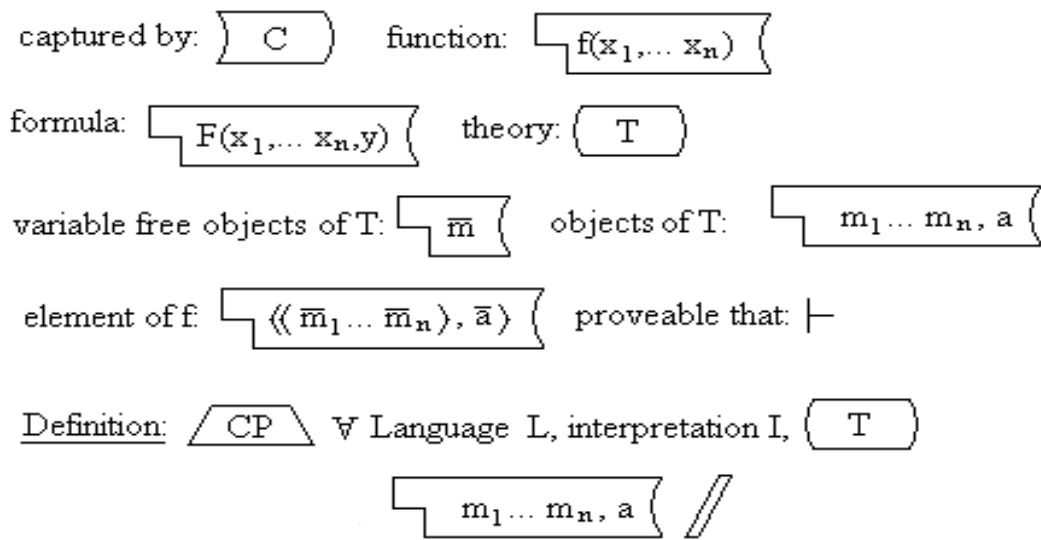 captured by: C function: f(x₁,... xₙ)
formula: F(x₁,... xₙ,y) theory: T
variable free objects of T: m̅ objects of T: m₁... mₙ, a
element of f: ⟨⟨ m̅₁... m̅ₙ⟩, a̅ ⟩ proveable that: ⊢
Definition: CP ∀ Language L, interpretation I, T
m₁... mₙ, a //